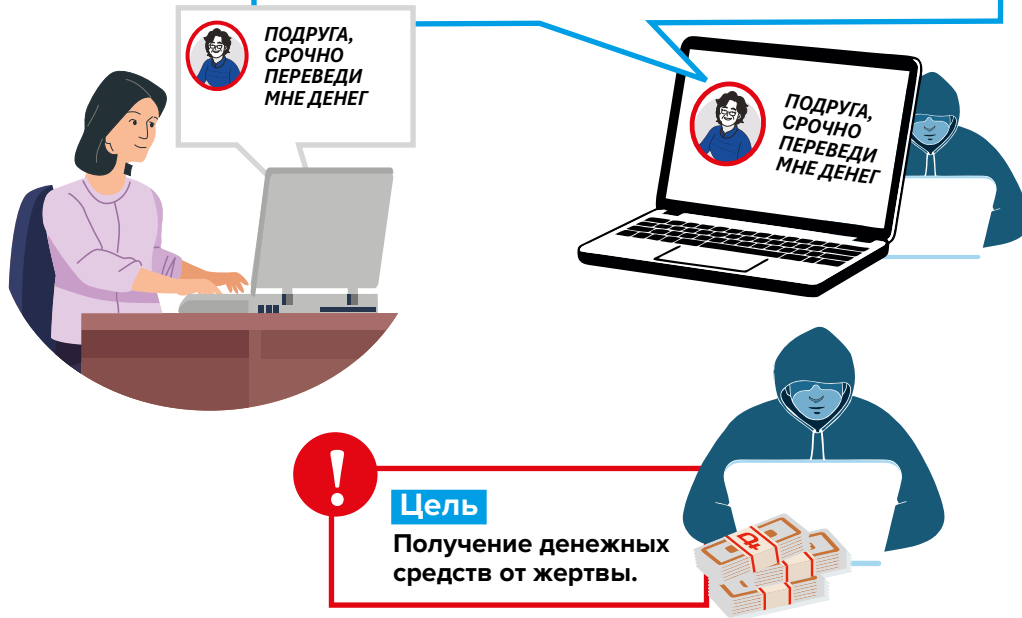 ПОДРУГА,
СРОЧНО
ПЕРЕВЕДИ
МНЕ ДЕНЕГ
ПОДРУГА,
СРОЧНО
ПЕРЕВЕДИ
МНЕ ДЕНЕГ
!
Цель
Получение денежных
средств от жертвы.